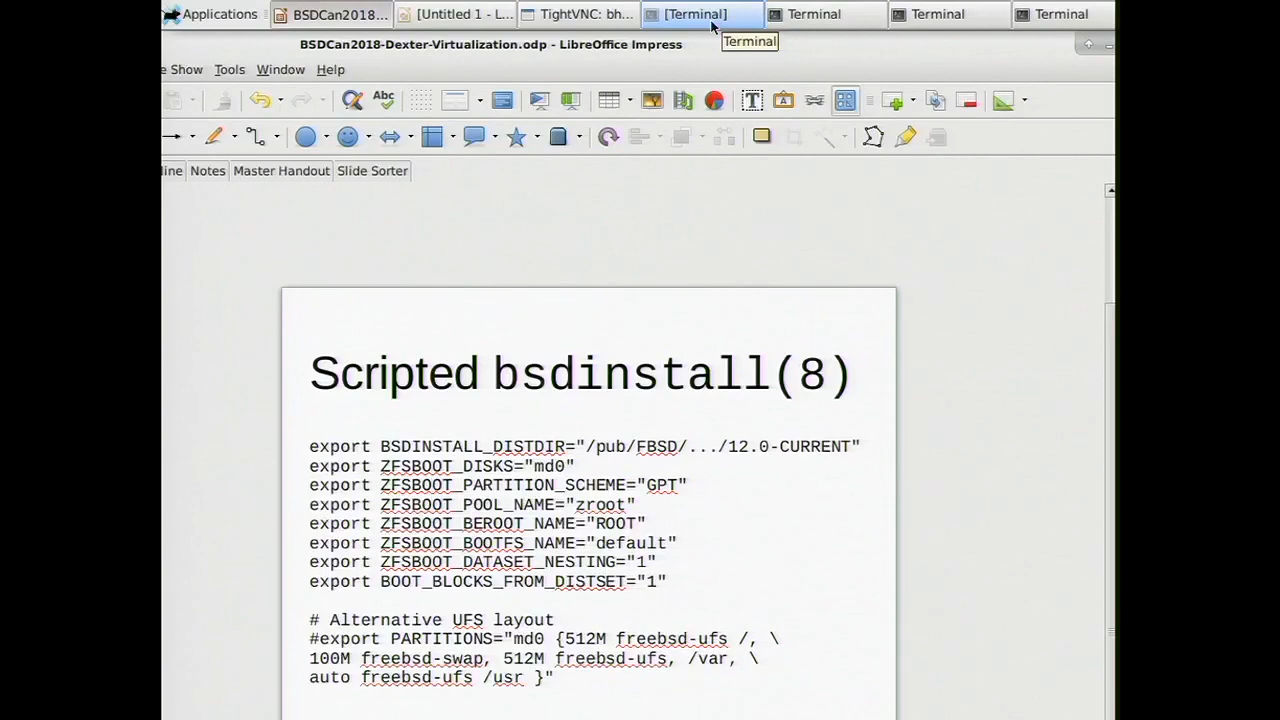 Applications
BSDCan2018...
[Untitled 1 - L...
TightVNC: bh...
[Terminal]
Terminal
Terminal
Terminal
BSDCan2018-Dexter-Virtualization.odp - LibreOffice Impress
Terminal
e Show Tools Window Help
Abc
line Notes Master Handout Slide Sorter
Scripted bsdinstall(8)
export BSDINSTALL_DISTDIR="/pub/FBSD/.../12.0-CURRENT"
export ZFSBOOT_DISKS="md0"
export ZFSBOOT_PARTITION_SCHEME="GPT"
export ZFSBOOT_POOL_NAME="zroot"
export ZFSBOOT_BEROOT_NAME="ROOT"
export ZFSBOOT_BOOTFS_NAME="default"
export ZFSBOOT_DATASET_NESTING="1"
export BOOT_BLOCKS_FROM_DISTSET="1"
# Alternative UFS layout
#export PARTITIONS="md0 {512M freebsd-ufs /, \
100M freebsd-swap, 512M freebsd-ufs, /var, \
auto freebsd-ufs /usr }"